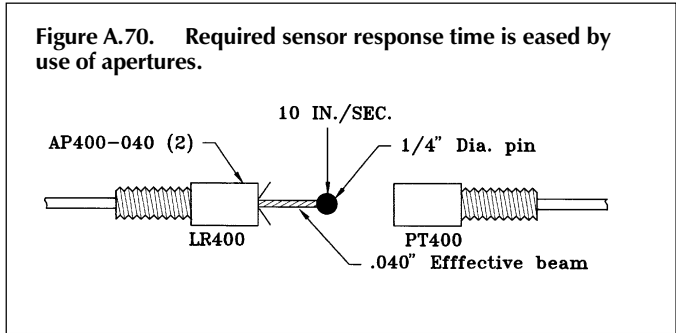 Figure A.70. Required sensor response time is eased by
use of apertures.
10 IN./SEC.
AP400-040 (2)
1/4" Dia. pin
LR400
PT400
.040" Efffective beam